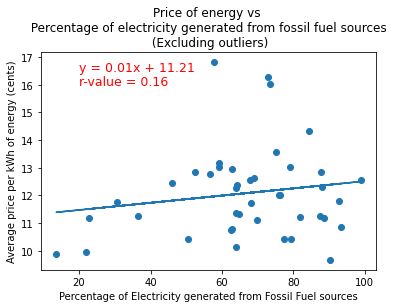 Price of energy vs
Percentage of electricity generated from fossil fuel sources
(Excluding outliers)
y = 0.01x + 11.21
r-value = 0.16
Average price per kWh of energy (cents)
17
16
15
14
13
12
11
10
20 40 60 80 100
Percentage of Electricity generated from Fossil Fuel sources